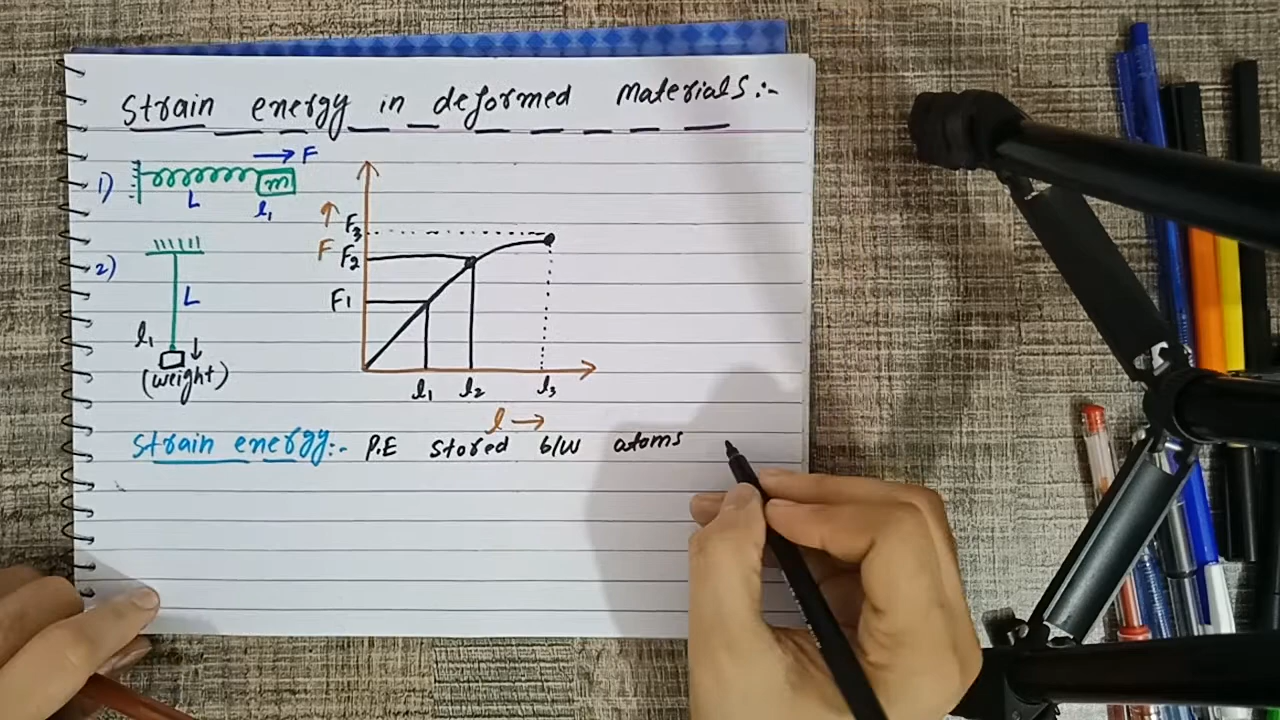 Strain energy in deformed materials:-
1) F
m
L l1
2)
L
l1
(weight)
F
F3
F2
F1
l1 l2 l3
l
Strain energy:- P.E stored b/w atoms